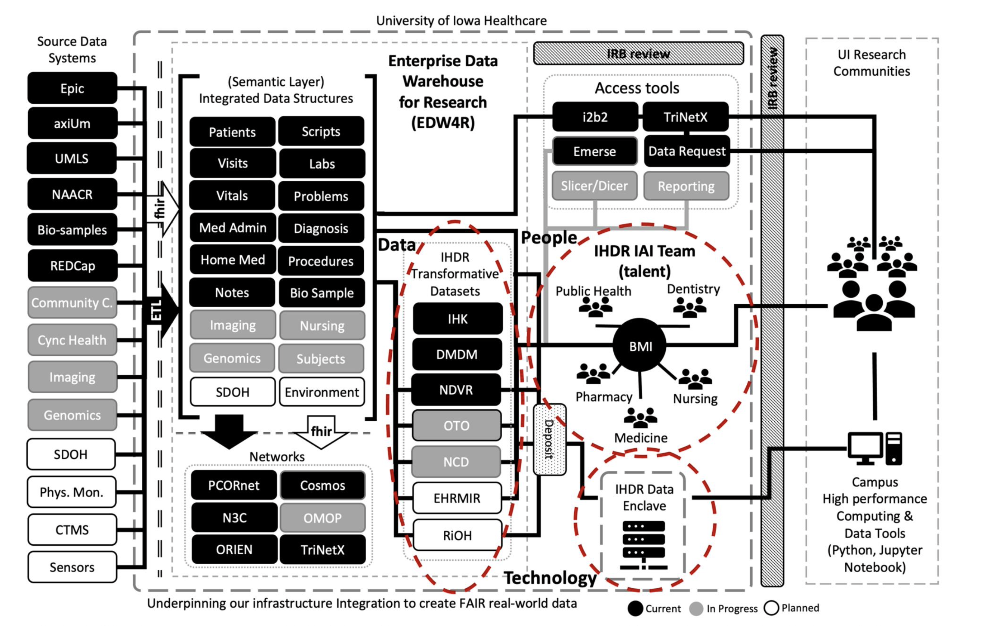 University of Iowa Healthcare
Source Data
Systems
Epic
axiUm
UMLS
NAACR
Bio-samples
REDCap
Community C.
Cync Health
Imaging
Genomics
SDOH
Phys. Mon.
CTMS
Sensors
fhir
ETL
(Semantic Layer)
Integrated Data Structures
Patients
Scripts
Visits
Labs
Vitals
Problems
Med Admin
Diagnosis
Home Med
Procedures
Notes
Bio Sample
Imaging
Nursing
Genomics
Subjects
SDOH
Environment
fhir
Networks
PCORnet
Cosmos
N3C
OMOP
ORIEN
TriNetX
Enterprise Data
Warehouse
for Research
(EDW4R)
Data
IHDR
Transformative
Datasets
IHK
DMDM
NDVR
OTO
NCD
EHRMIR
RiOH
IRB review
Access tools
i2b2
TriNetX
Emerse
Data Request
Slicer/Dicer
Reporting
People
IHDR IAI Team
(talent)
Public Health
Dentistry
BMI
Pharmacy
Nursing
Medicine
Deposit
IHDR Data
Enclave
Technology
IRB review
UI Research
Communities
Campus
High performance
Computing &
Data Tools
(Python, Jupyter
Notebook)
Underpinning our infrastructure Integration to create FAIR real-world data
Current
In Progress
Planned